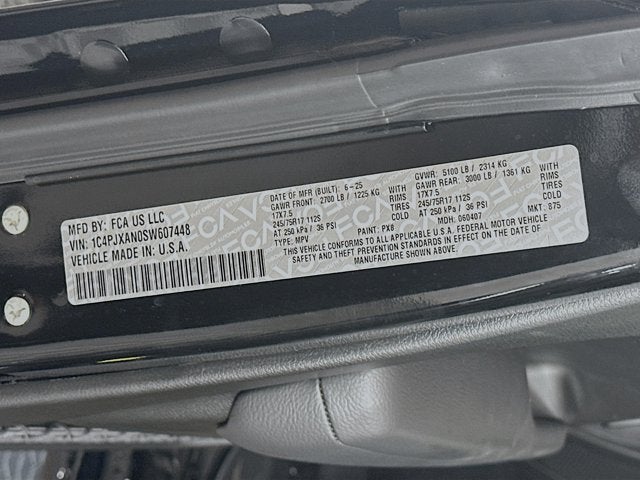 MFD BY: FCA US LLC
VIN: 1C4PJXAN0SW607448
VEHICLE MADE IN: U.S.A.
DATE OF MFR (BUILT): 6-25
GAWR FRONT: 2700 LB / 1225 KG WITH
17X7.5 RIMS
245/75R17 112S TIRES
AT 250 kPa / 36 PSI COLD
TYPE: MPV PAINT: PX8
GVWR: 5100 LB / 2314 KG
GAWR REAR: 3000 LB / 1361 KG WITH
17X7.5 RIMS
245/75R17 112S TIRES
AT 250 kPa / 36 PSI COLD
MDH: 060407 MKT: 875
THIS VEHICLE CONFORMS TO ALL APPLICABLE U.S.A. FEDERAL MOTOR VEHICLE
SAFETY AND THEFT PREVENTION STANDARDS IN EFFECT ON THE DATE OF
MANUFACTURE SHOWN ABOVE.